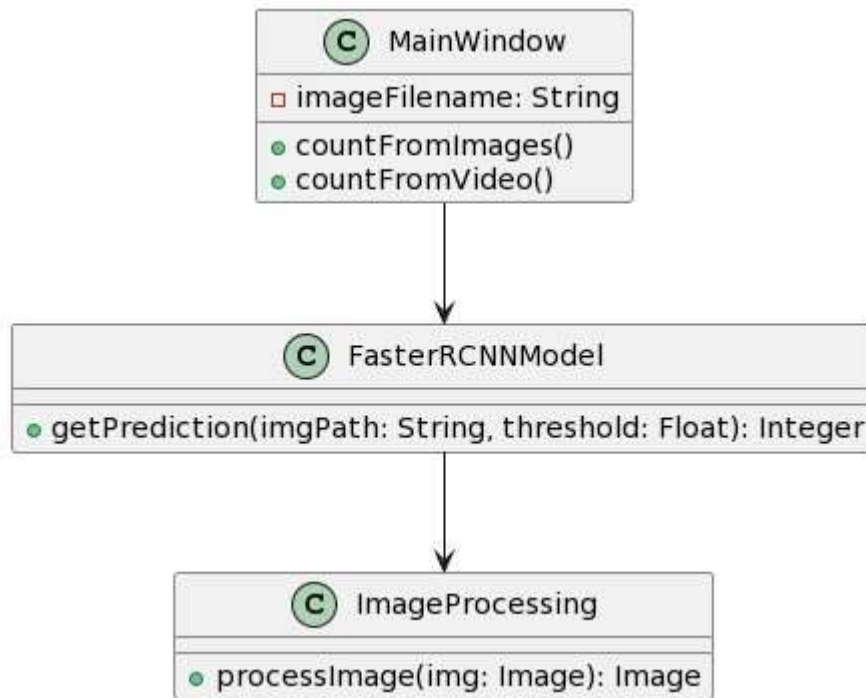 C MainWindow
imageFilename: String
countFromImages()
countFromVideo()
C FasterRCNNModel
getPrediction(imgPath: String, threshold: Float): Integer
C ImageProcessing
processImage(img: Image): Image